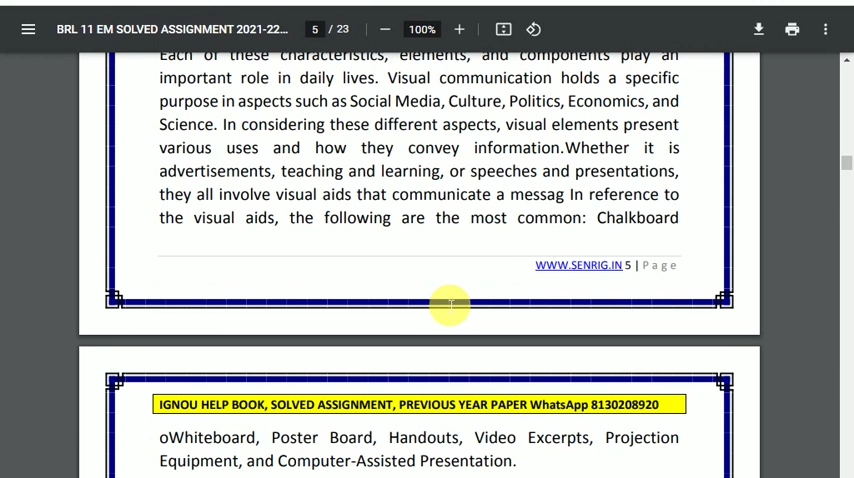 BRL 11 EM SOLVED ASSIGNMENT 2021-22... 5 / 23 100%
Each of these characteristics, elements, and components play an
important role in daily lives. Visual communication holds a specific
purpose in aspects such as Social Media, Culture, Politics, Economics, and
Science. In considering these different aspects, visual elements present
various uses and how they convey information.Whether it is
advertisements, teaching and learning, or speeches and presentations,
they all involve visual aids that communicate a messag In reference to
the visual aids, the following are the most common: Chalkboard
WWW.SENRIG.IN 5 | Page
IGNOU HELP BOOK, SOLVED ASSIGNMENT, PREVIOUS YEAR PAPER WhatsApp 8130208920
oWhiteboard, Poster Board, Handouts, Video Excerpts, Projection
Equipment, and Computer-Assisted Presentation.